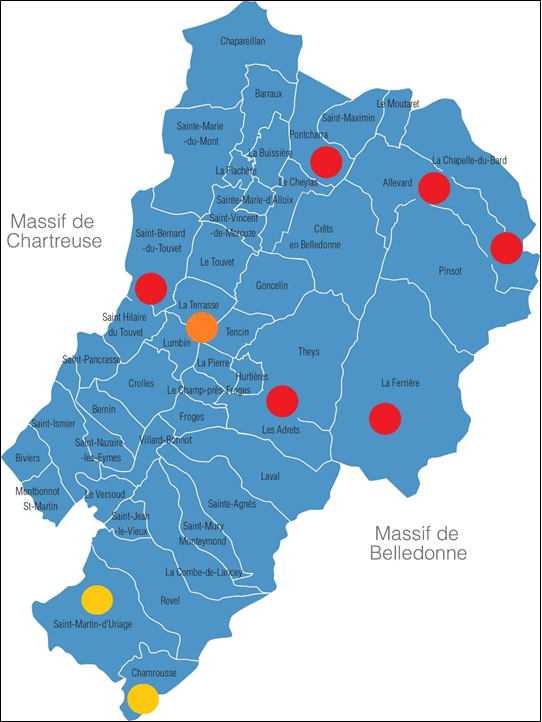 Chapareillan
Barraux
Le Moutaret
Saint-Maximin
Sainte-Marie
-du-Mont
Pontcharra
La Buissière
La Chapelle-du-Bard
La Flachère
Le Cheylas
Allevard
Sainte-Marie-d'Alloix
Massif de
Chartreuse
Saint-Vincent
-de-Mercuze
Crêts
en Belledonne
Saint-Bernard
-du-Touvet
Le Touvet
Pinsot
Goncelin
La Terrasse
Saint Hilaire
du Touvet
Tencin
Lumbin
Theys
Saint-Pancrasse
La Pierre
Hurtières
Crolles
Le Champ-près-Froges
La Ferrière
Bernin
Froges
Saint-Ismier
Les Adrets
Saint-Nazaire
-les-Eymes
Villard-Bonnot
Biviers
Laval
Montbonnot
St-Martin
Le Versoud
Sainte-Agnès
Saint-Jean
-le-Vieux
Saint-Mury
Monteymond
Massif de
Belledonne
La Combe-de-Lancey
Revel
Saint-Martin-d'Uriage
Chamrousse